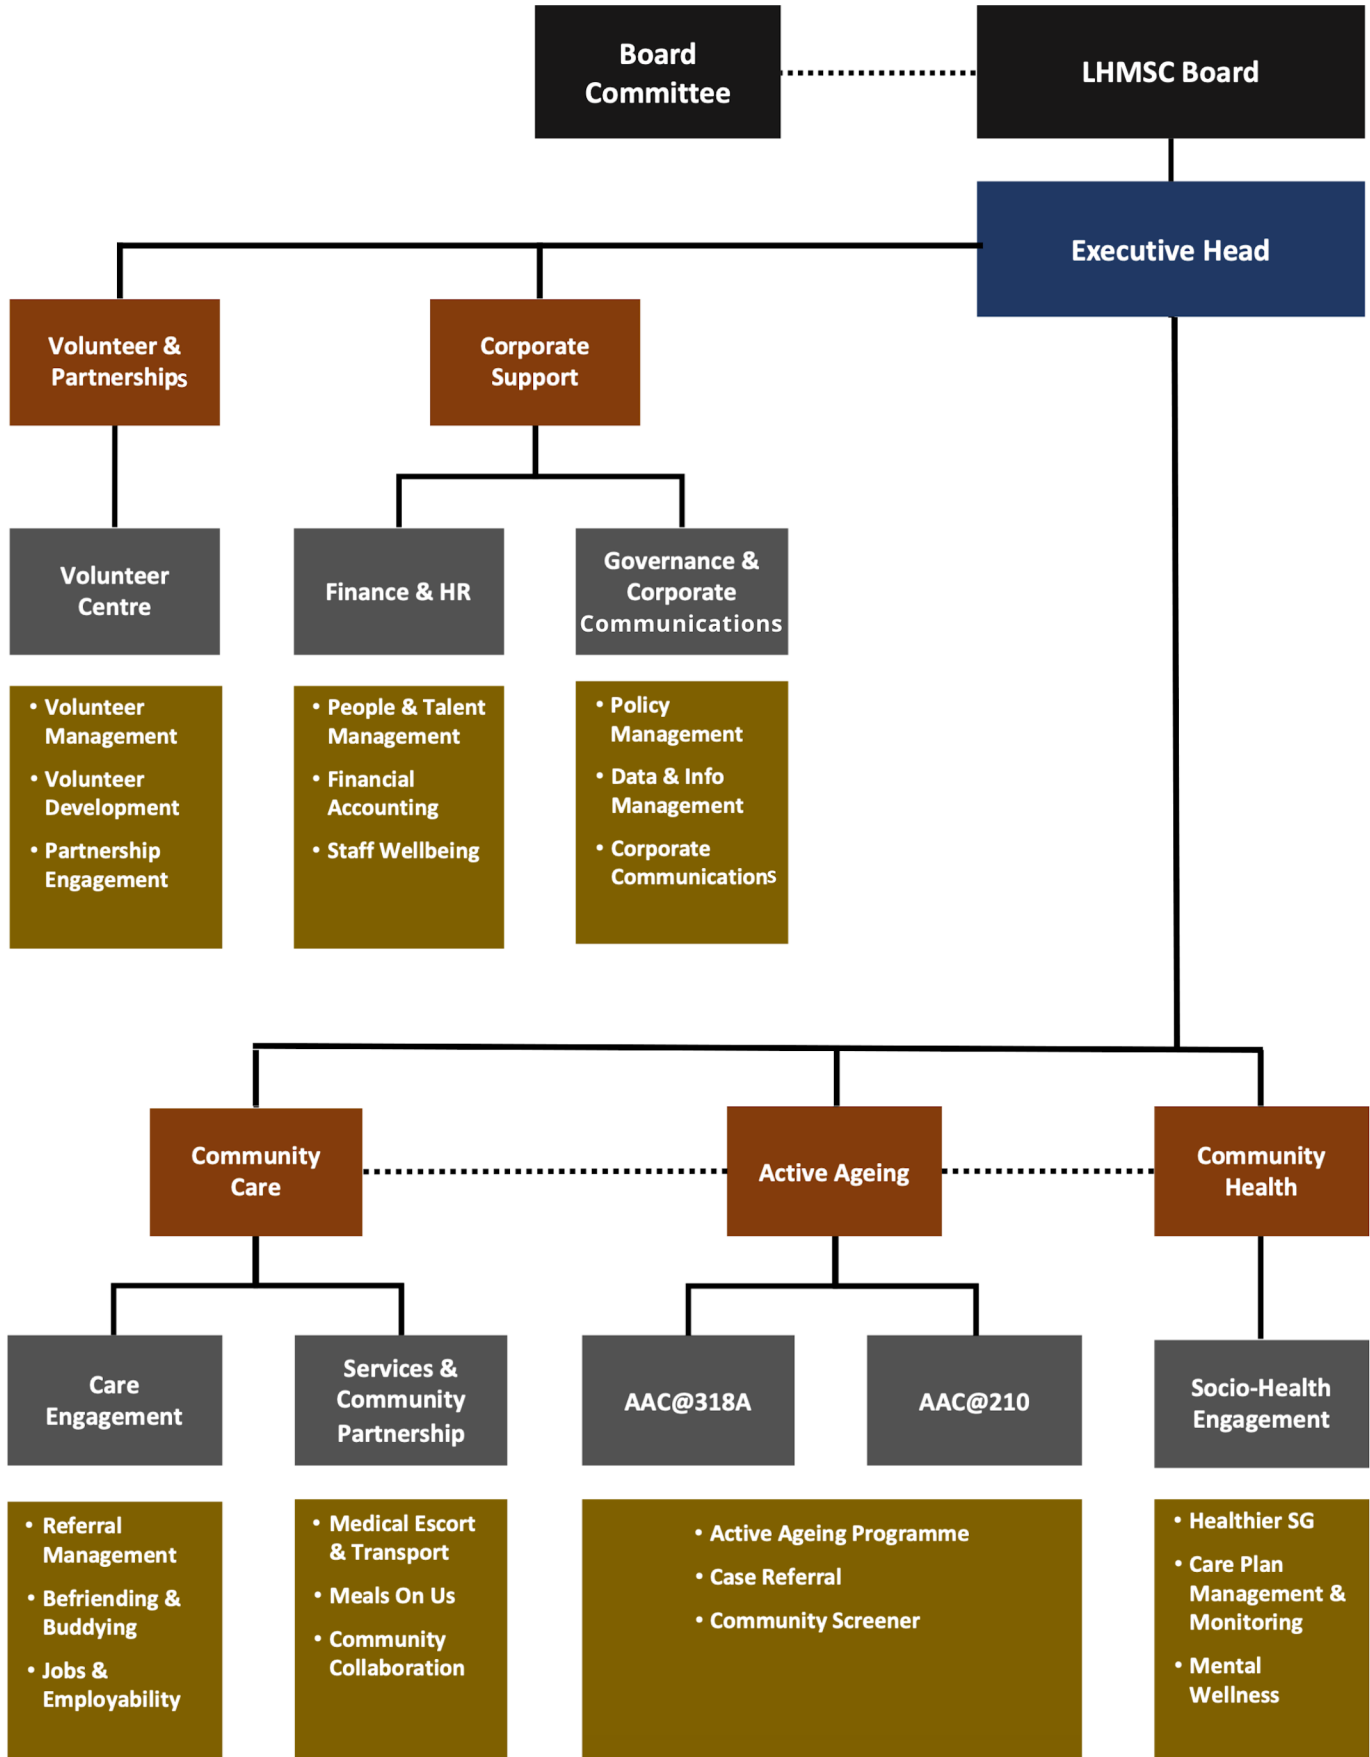 Board
Committee
LHMSC Board
Executive Head
Volunteer &
Partnerships
Corporate
Support
Volunteer
Centre
Finance & HR
Governance &
Corporate
Communications
• Volunteer
Management
• Volunteer
Development
• Partnership
Engagement
• People & Talent
Management
• Financial
Accounting
• Staff Wellbeing
• Policy
Management
• Data & Info
Management
• Corporate
Communications
Community
Care
Active Ageing
Community
Health
Care
Engagement
Services &
Community
Partnership
AAC@318A
AAC@210
Socio-Health
Engagement
• Referral
Management
• Befriending &
Buddying
• Jobs &
Employability
• Medical Escort
& Transport
• Meals On Us
• Community
Collaboration
• Active Ageing Programme
• Case Referral
• Community Screener
• Healthier SG
• Care Plan
Management &
Monitoring
• Mental
Wellness